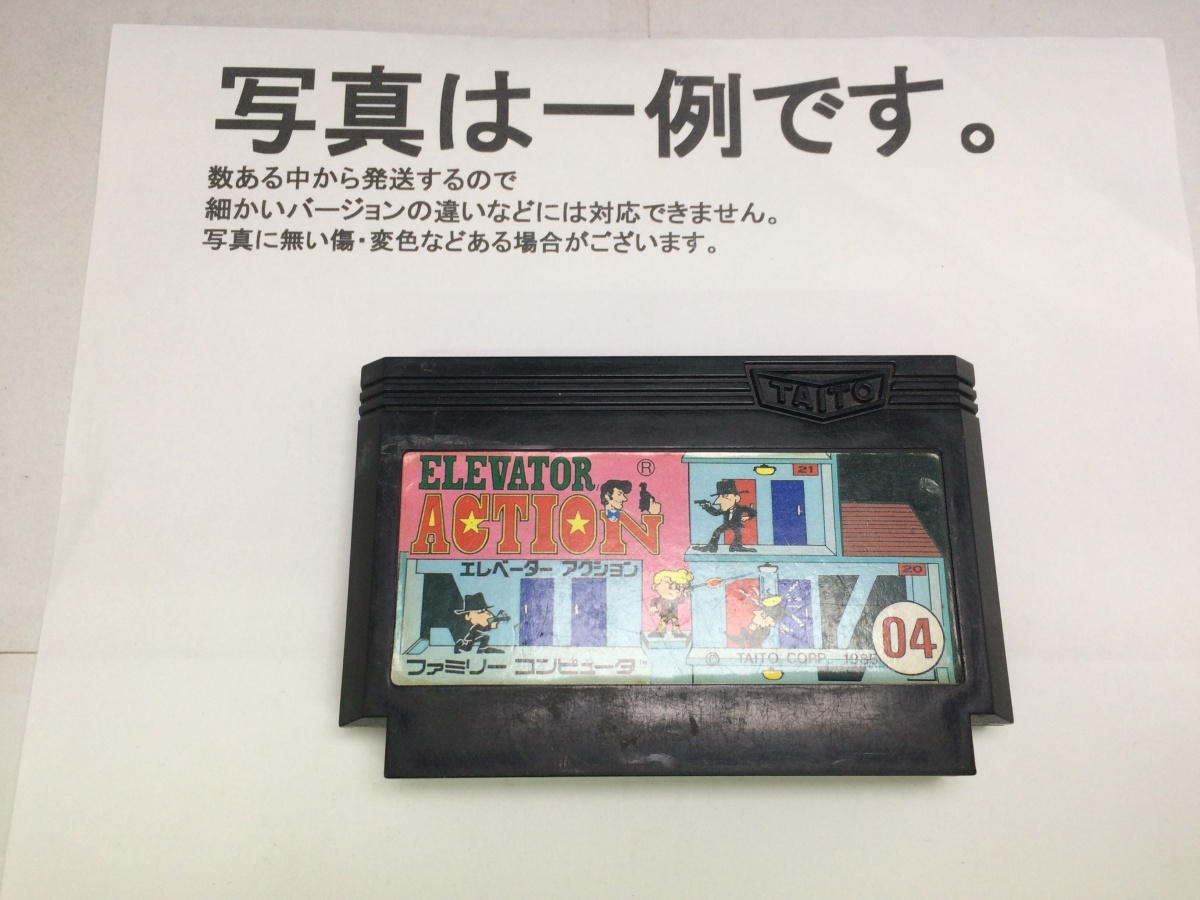 写真は一例です。
数ある中から発送するので
細かいバージョンの違いなどには対応できません。
写真に無い傷・変色などある場合がございます。
TAITO
ELEVATOR
ACTION
®
エレベーター アクション
21
20
04
© TAITO CORP. 1985
ファミリー コンピュータ™